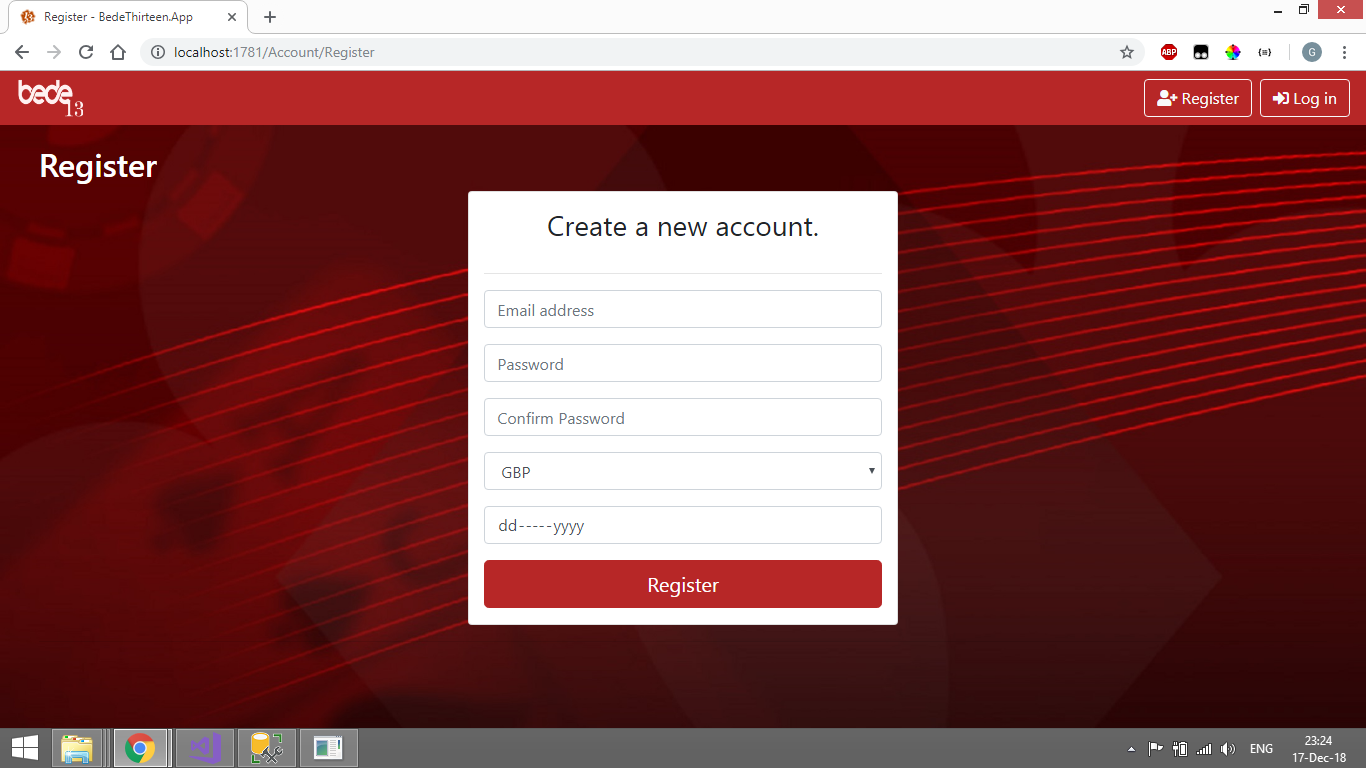 Register - BedeThirteen.App
localhost:1781/Account/Register
ABP
G
bede
13
Register
Log in
Register
Create a new account.
Email address
Password
Confirm Password
GBP
dd-----yyyy
Register
ENG
23:24
17-Dec-18